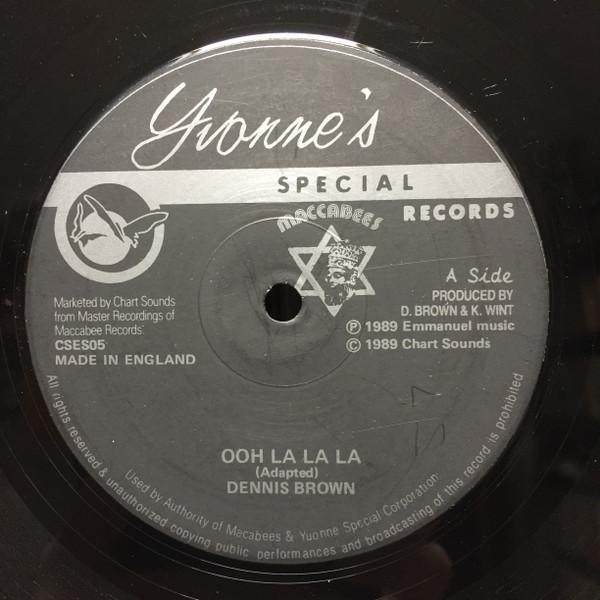 Yvonne's
SPECIAL
MACCABEES
RECORDS
A Side
PRODUCED BY
D. BROWN & K. WINT
Ⓟ 1989 Emmanuel music
© 1989 Chart Sounds
Marketed by Chart Sounds
from Master Recordings of
Maccabee Records'
CSES05
MADE IN ENGLAND
OOH LA LA LA
(Adapted)
DENNIS BROWN
Used by Authority of Macabees & Yuonne Special Corporation
All rights reserved & unauthorized copying public performances and broadcasting of this record is prohibited